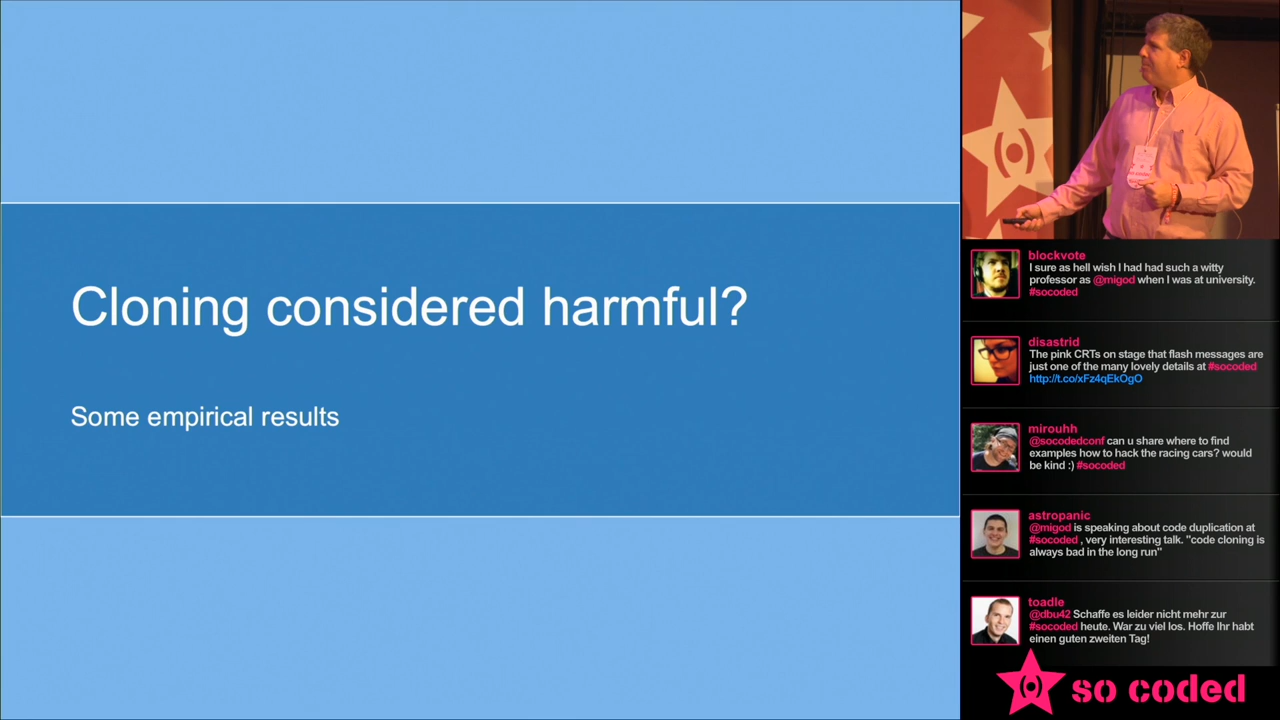 Cloning considered harmful?
Some empirical results
blockvote
I sure as hell wish I had had such a witty
professor as @migod when I was at university.
#socoded
disastrid
The pink CRTs on stage that flash messages are
just one of the many lovely details at #socoded
http://t.co/xFz4qEkOgO
mirouhh
@socodedconf can u share where to find
examples how to hack the racing cars? would
be kind :) #socoded
astropanic
@migod is speaking about code duplication at
#socoded , very interesting talk. "code cloning is
always bad in the long run"
toadle
@dbu42 Schaffe es leider nicht mehr zur
#socoded heute. War zu viel los. Hoffe Ihr habt
einen guten zweiten Tag!
so coded